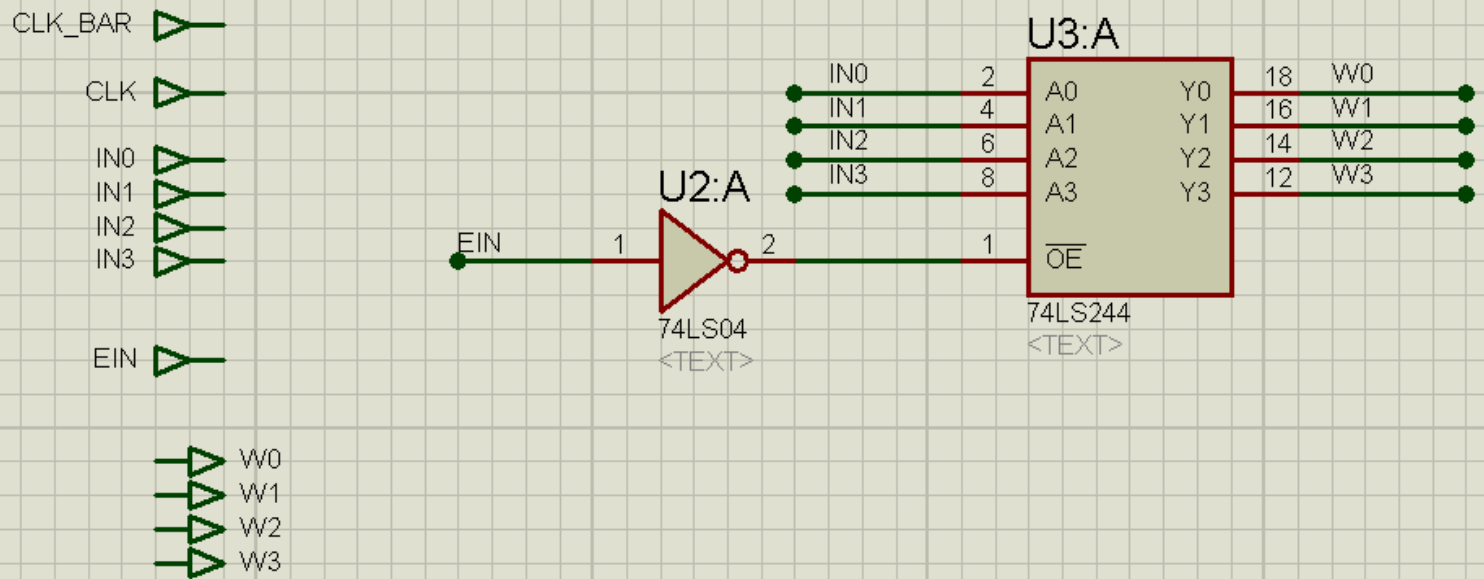 CLK_BAR
CLK
IN0
IN1
IN2
IN3
EIN
W0
W1
W2
W3
EIN
1
U2:A
2
74LS04
<TEXT>
U3:A
IN0 2 A0 Y0 18 W0
IN1 4 A1 Y1 16 W1
IN2 6 A2 Y2 14 W2
IN3 8 A3 Y3 12 W3
1 OE
74LS244
<TEXT>